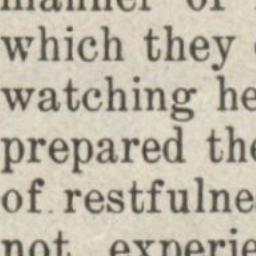 manner of
which they
watching he
prepared the
of restfulne
not experie